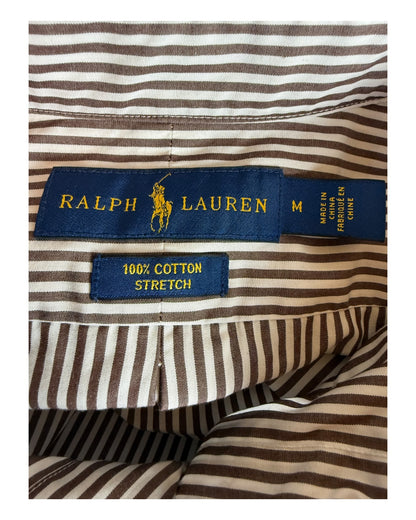 RALPH LAUREN
M
MADE IN
CHINA
FABRIQUÉ EN
CHINE
100% COTTON
STRETCH